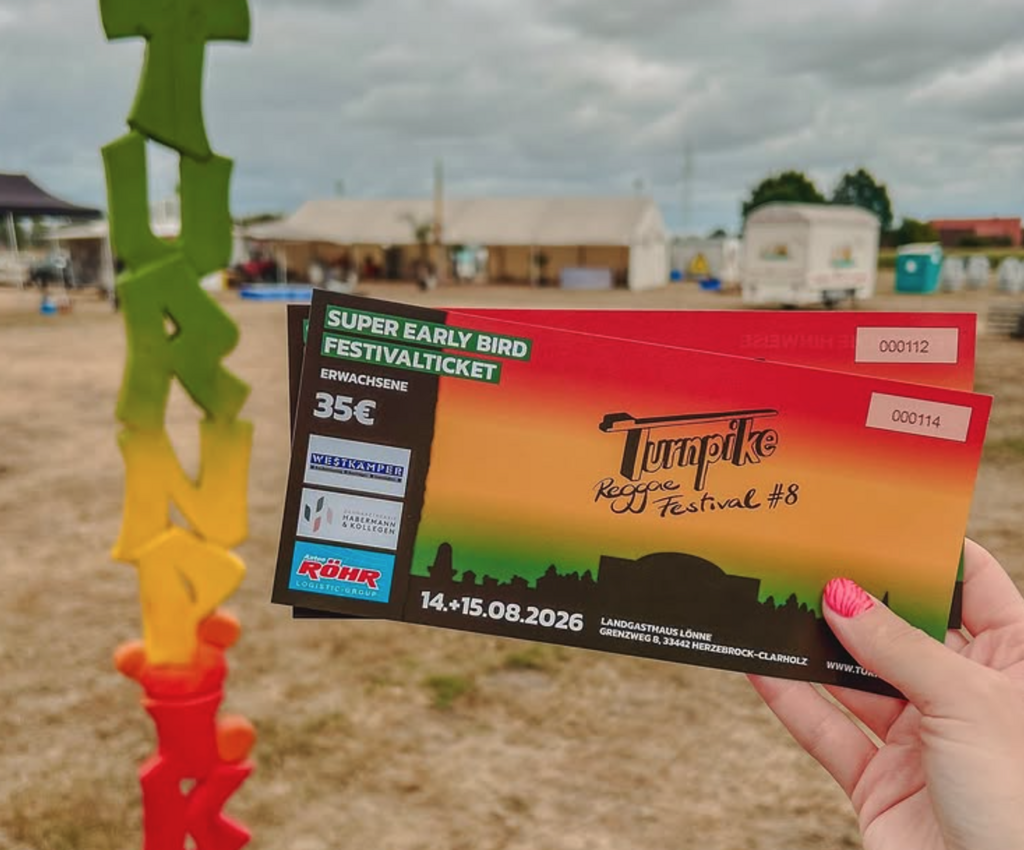 TURNPIK
SUPER EARLY BIRD
FESTIVALTICKET
ERWACHSENE
35€
WESTKAMPER
HABERMANN
& KOLLEGEN
RÖHR
LOGISTIC-GROUP
000112
000114
Turnpike
Reggae
Festival #8
14.+15.08.2026
LANDGASTHAUS LÖNNE
GRENZWEG 8, 33442 HERZEBROCK-CLARHOLZ